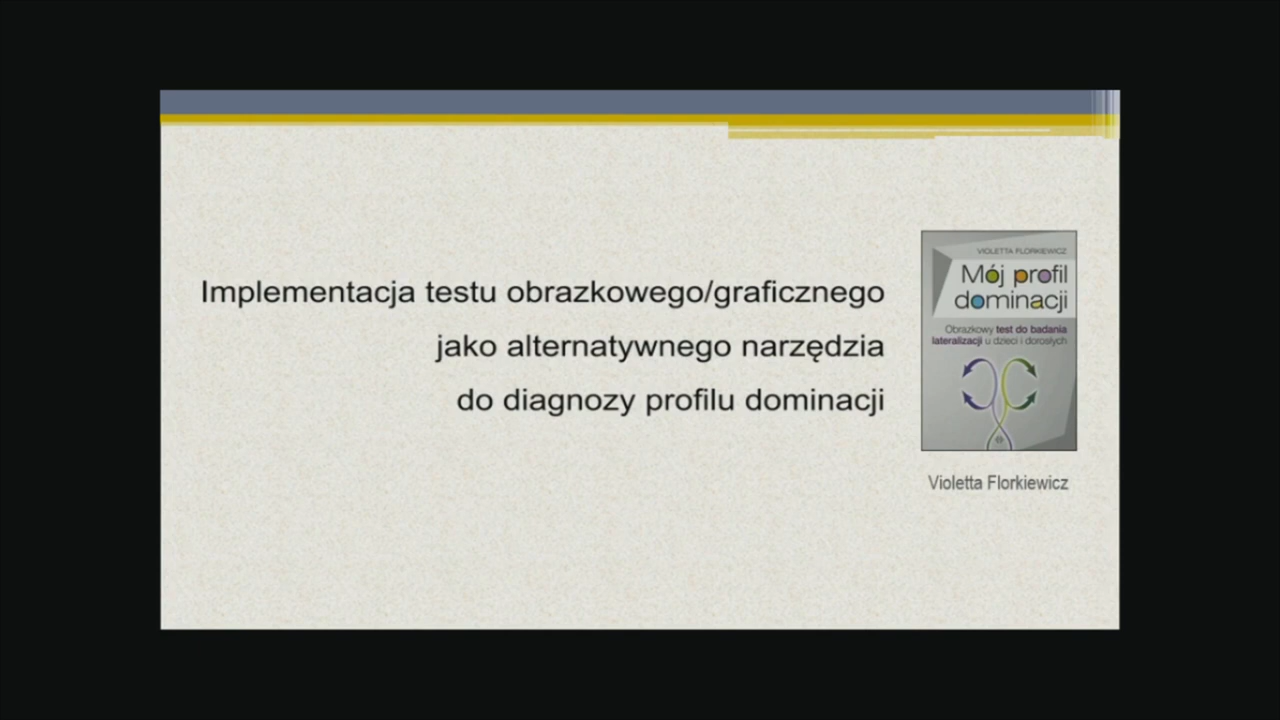 Implementacja testu obrazkowego/graficznego
jako alternatywnego narzędzia
do diagnozy profilu dominacji
VIOLETTA FLORKIEWICZ
Mój profil
dominacji
Obrazkowy test do badania
lateralizacji u dzieci i dorosłych
Violetta Florkiewicz